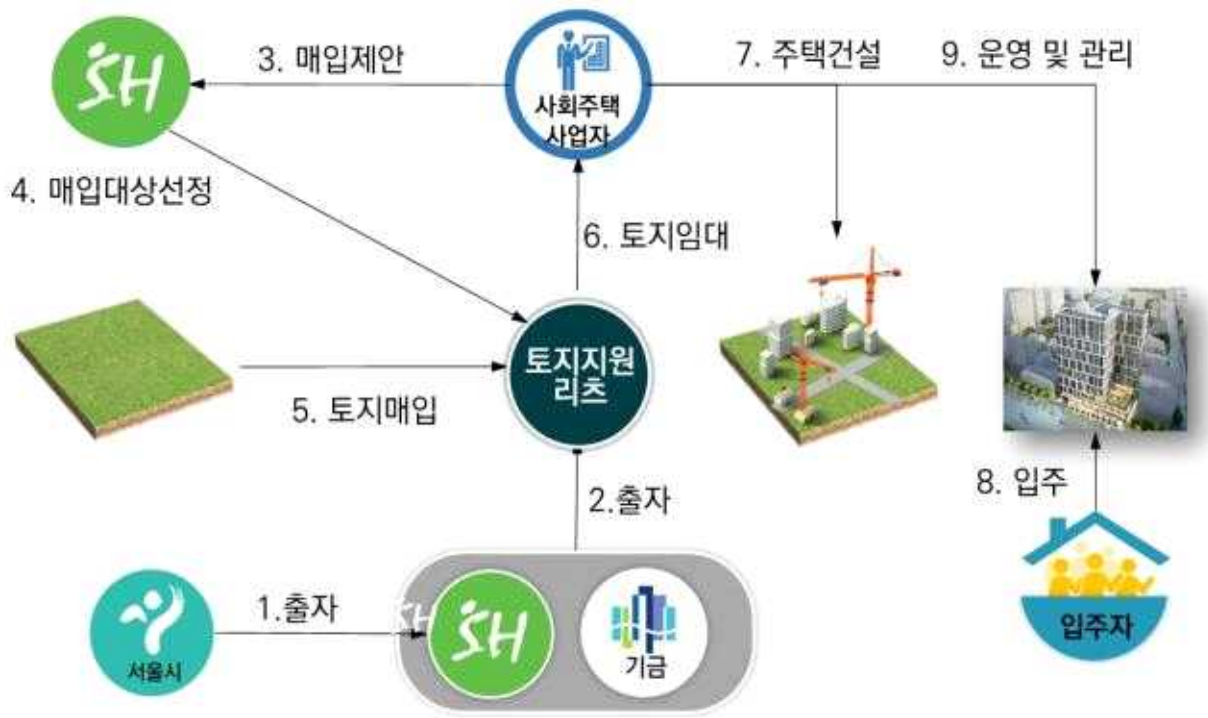 SH
3. 매입제안
사회주택
사업자
7. 주택건설
9. 운영 및 관리
4. 매입대상선정
6. 토지임대
토지지원
리츠
5. 토지매입
2.출자
8. 입주
1.출자
서울시
SH
SH
기금
입주자